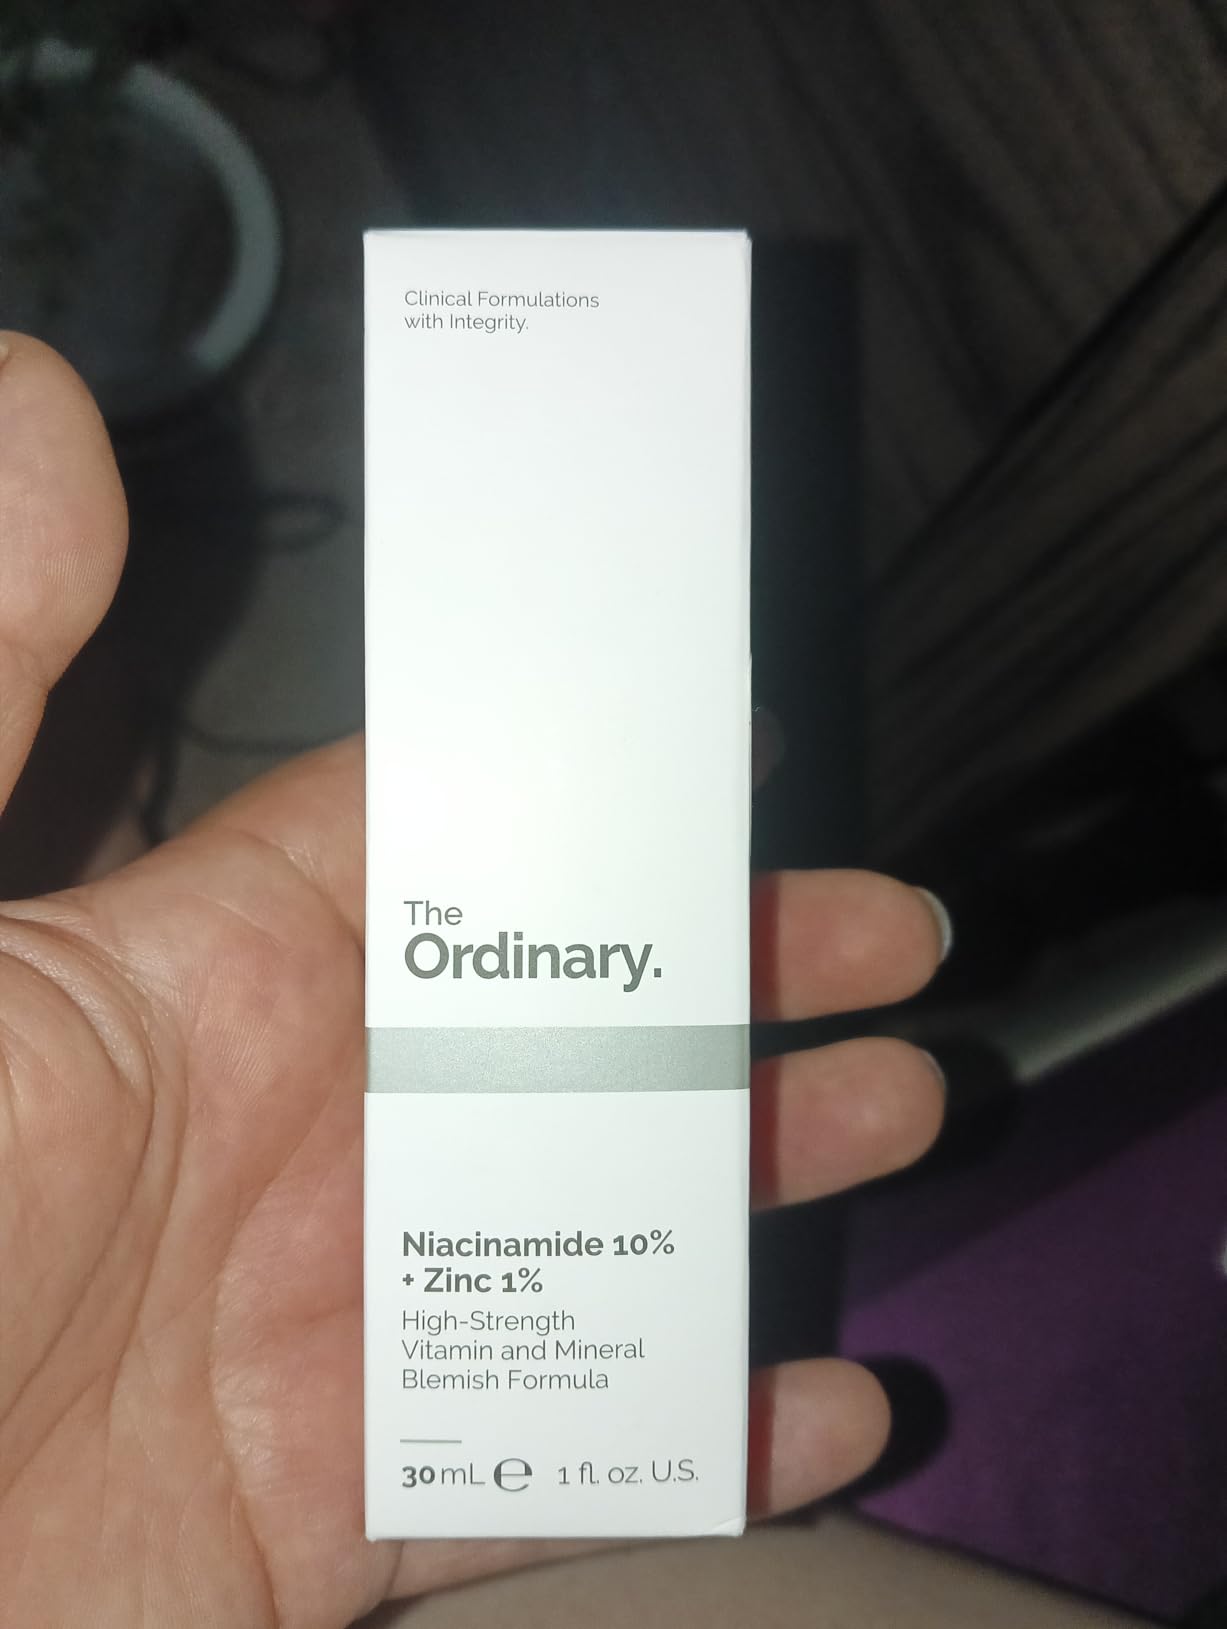 Clinical Formulations
with Integrity.
The
Ordinary.
Niacinamide 10%
+ Zinc 1%
High-Strength
Vitamin and Mineral
Blemish Formula
30 mL ℮ 1 fl. oz. U.S.